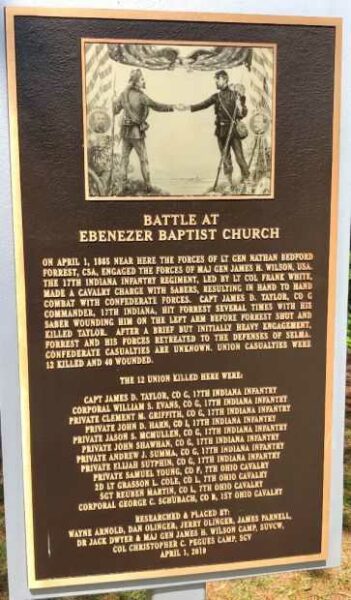 BATTLE AT
EBENEZER BAPTIST CHURCH
ON APRIL 1, 1865 NEAR HERE THE FORCES OF LT GEN NATHAN BEDFORD
FORREST, CSA, ENGAGED THE FORCES OF MAJ GEN JAMES H. WILSON, USA.
THE 17TH INDIANA INFANTRY REGIMENT, LED BY LT COL FRANK WHITE,
MADE A CAVALRY CHARGE WITH SABERS, RESULTING IN HAND TO HAND
COMBAT WITH CONFEDERATE FORCES. CAPT JAMES D. TAYLOR, CO G
COMMANDER, 17TH INDIANA, HIT FORREST SEVERAL TIMES WITH HIS
SABER WOUNDING HIM ON THE LEFT ARM BEFORE FORREST SHUT AND
KILLED TAYLOR. AFTER A BRIEF BUT INITIALLY HEAVY ENGAGEMENT,
FORREST AND HIS FORCES RETREATED TO THE DEFENSES OF SELMA.
CONFEDERATE CASUALTIES ARE UNKNOWN. UNION CASUALTIES WERE
12 KILLED AND 40 WOUNDED.
THE 12 UNION KILLED HERE WERE:
CAPT JAMES D. TAYLOR, CO G, 17TH INDIANA INFANTRY
CORPORAL WILLIAM S. EVANS, CO G, 17TH INDIANA INFANTRY
PRIVATE CLEMENT M. GRIFFITH, CO G, 17TH INDIANA INFANTRY
PRIVATE JOHN D. HARN, CO I, 17TH INDIANA INFANTRY
PRIVATE JASON S. MCMULLEN, CO G, 17TH INDIANA INFANTRY
PRIVATE JOHN SHAWHAN, CO G, 17TH INDIANA INFANTRY
PRIVATE ANDREW J. SUMMA, CO G, 17TH INDIANA INFANTRY
PRIVATE ELIJAH SUTPHIN, CO G, 17TH INDIANA INFANTRY
PRIVATE SAMUEL YOUNG, CO F, 7TH OHIO CAVALRY
2D LT CRASSON L. COLE, CO L, 7TH OHIO CAVALRY
SGT REUBEN MARTIN, CO L, 7TH OHIO CAVALRY
CORPORAL GEORGE C. SCHUBACH, CO B, 1ST OHIO CAVALRY
RESEARCHED & PLACED BY:
WAYNE ARNOLD, DAN OLINGER, JERRY OLINGER, JAMES PARNELL,
DR JACK DWYER & MAJ GEN JAMES H. WILSON CAMP, SUVCW,
COL CHRISTOPHER C. PEGUES CAMP, SCV
APRIL 1, 2010